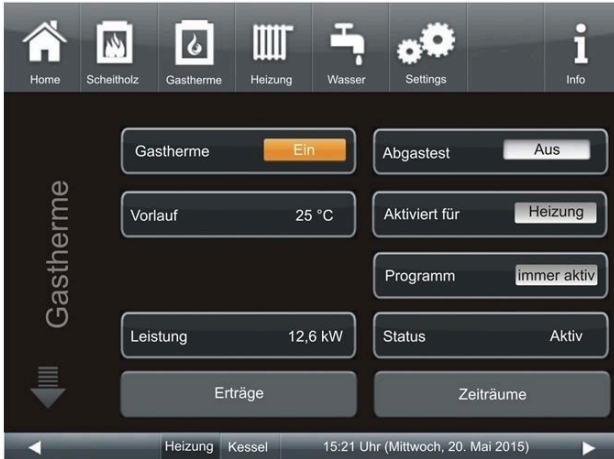 Home Scheitholz Gastherme Heizung Wasser Settings Info
Gastherme
Gastherme Ein Abgastest Aus
Vorlauf 25 °C Aktiviert für Heizung
Programm immer aktiv
Leistung 12,6 kW Status Aktiv
Erträge Zeiträume
Heizung Kessel 15:21 Uhr (Mittwoch, 20. Mai 2015)